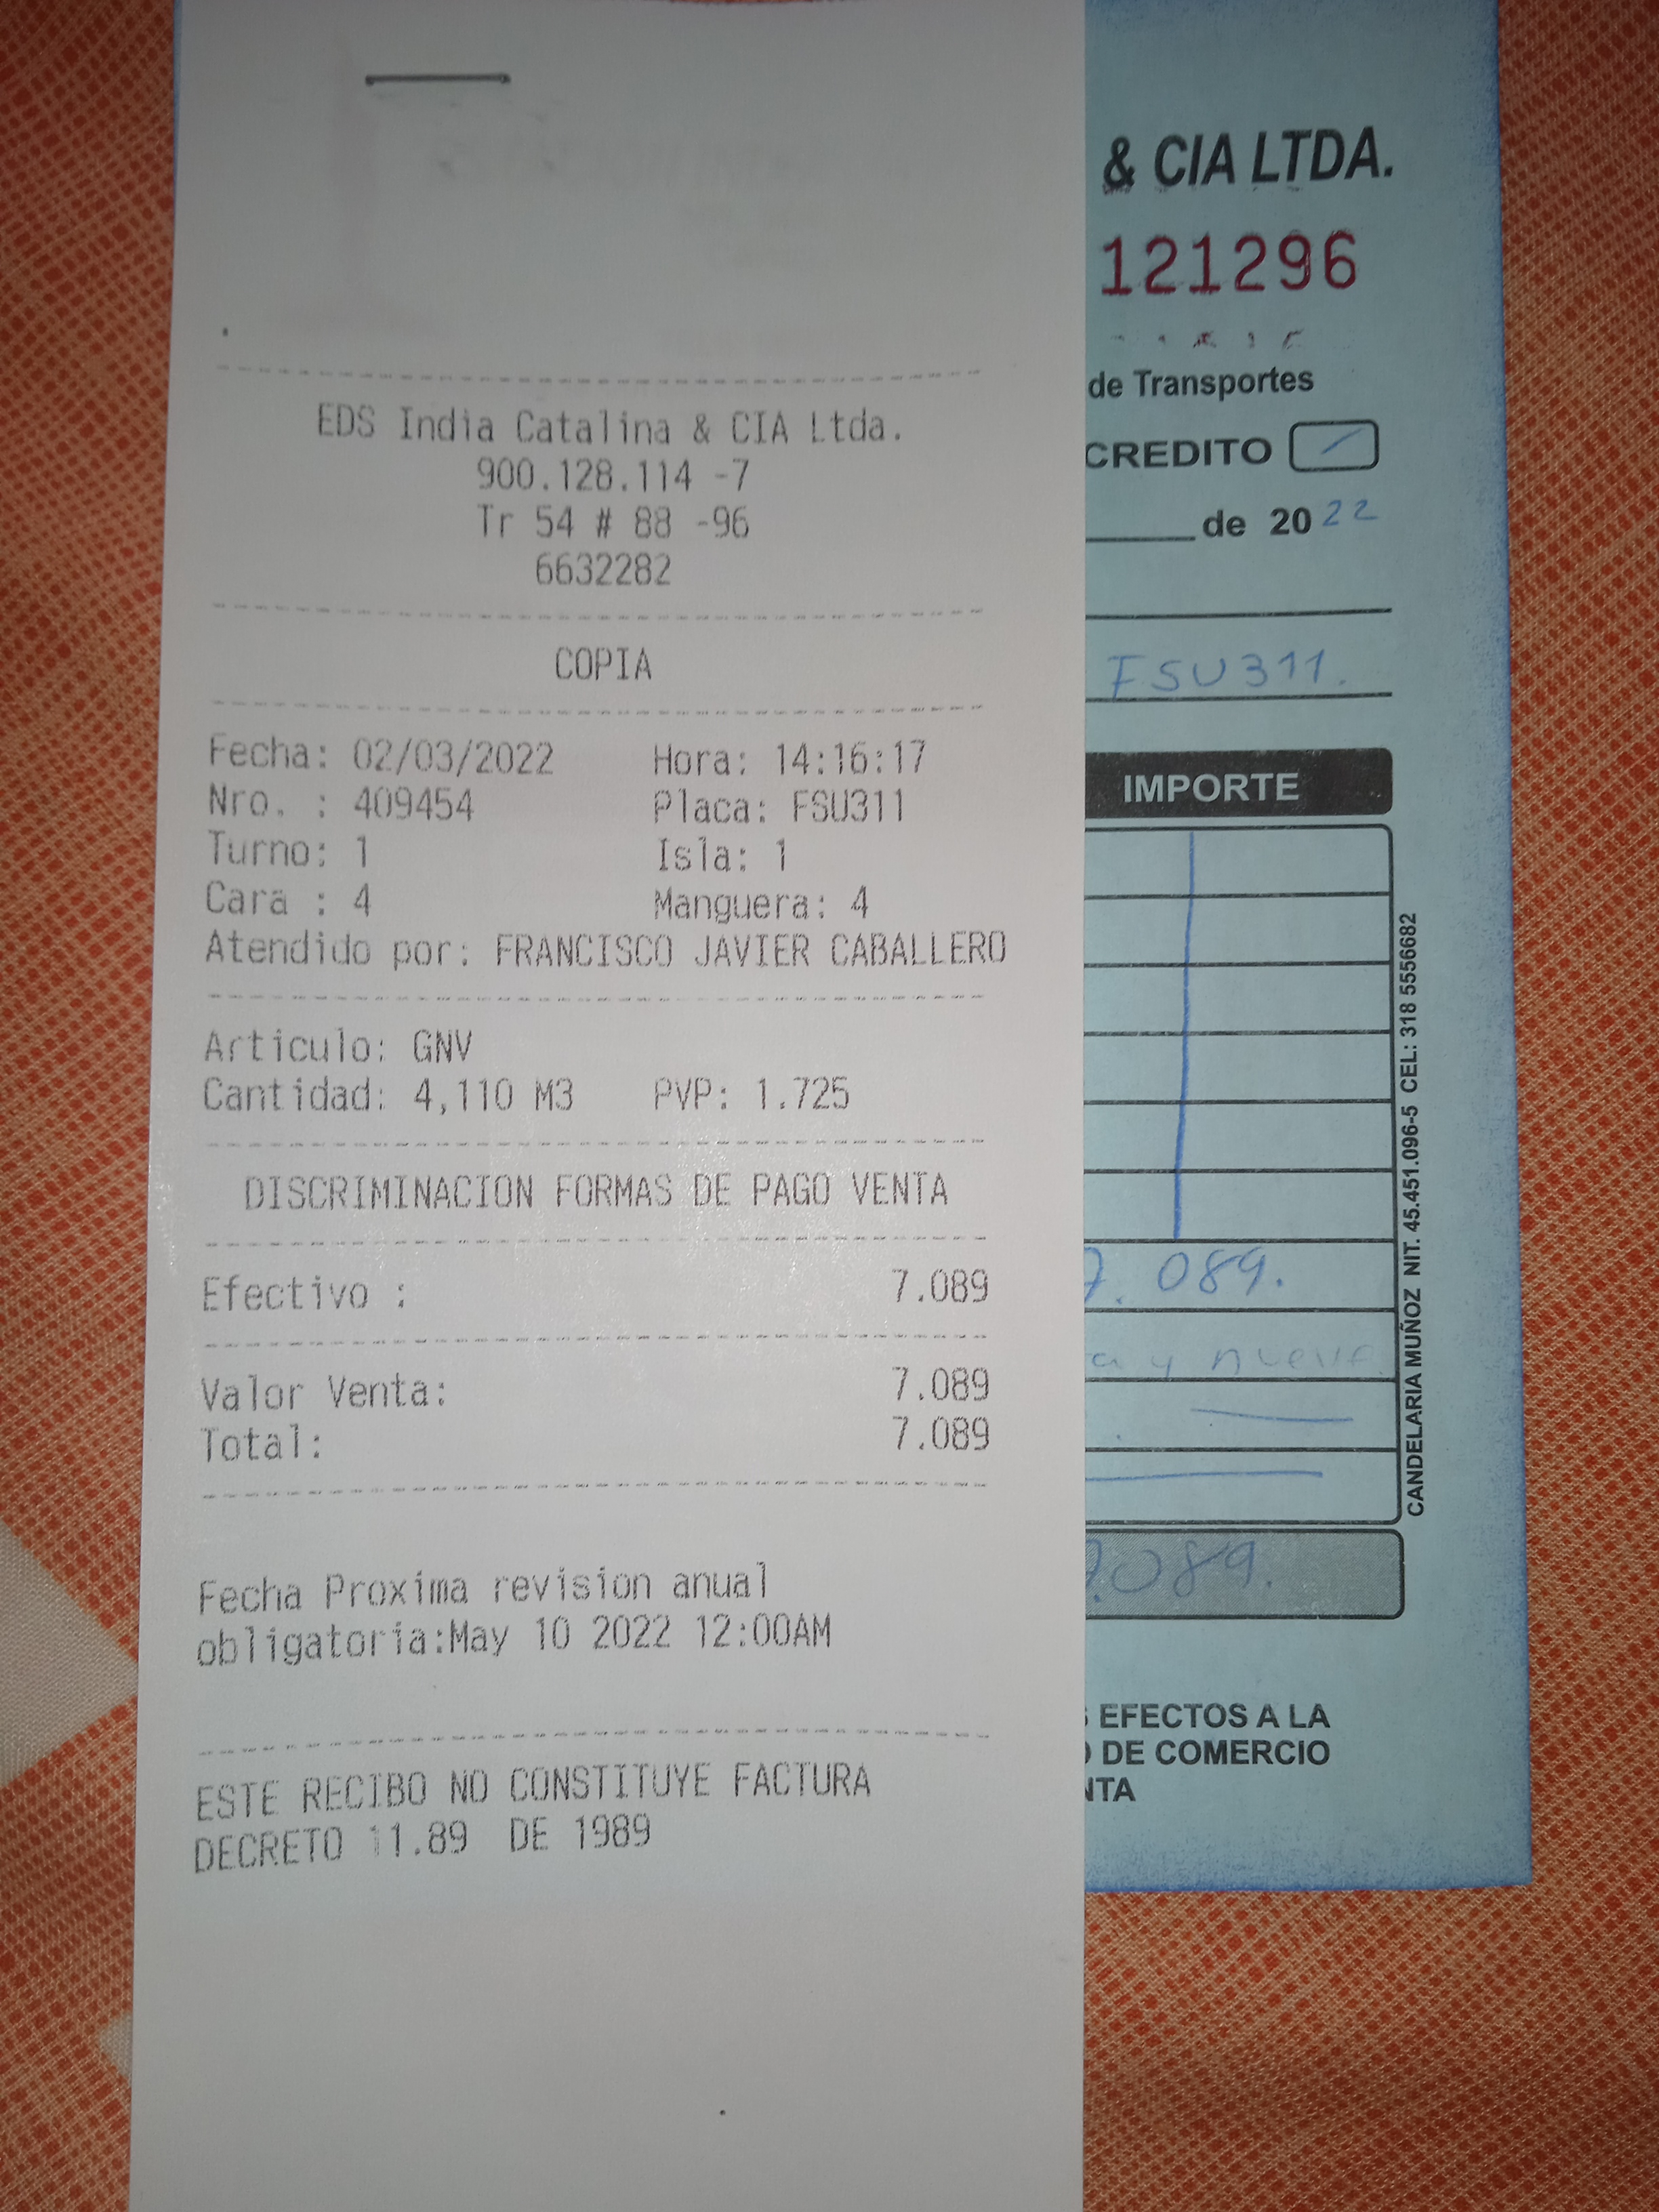 EDS India Catalina & CIA Ltda.
900.128.114 -7
Tr 54 # 88 -96
6632282
COPIA
Fecha: 02/03/2022 Hora: 14:16:17
Nro. : 409454 Placa: FSU311
Turno: 1 Isla: 1
Cara : 4 Manguera: 4
Atendido por: FRANCISCO JAVIER CABALLERO
Articulo: GNV
Cantidad: 4,110 M3 PVP: 1.725
DISCRIMINACION FORMAS DE PAGO VENTA
Efectivo : 7.089
Valor Venta: 7.089
Total: 7.089
Fecha Proxima revision anual
obligatoria:May 10 2022 12:00AM
ESTE RECIBO NO CONSTITUYE FACTURA
DECRETO 11.89 DE 1989
& CIA LTDA.
121296
de Transportes
CREDITO
de 2022
FSU311.
IMPORTE
7.089.
y nueve
7.089.
EFECTOS A LA
DE COMERCIO
CANDELARIA MUÑOZ NIT. 45.451.096-5 CEL: 318 5556682